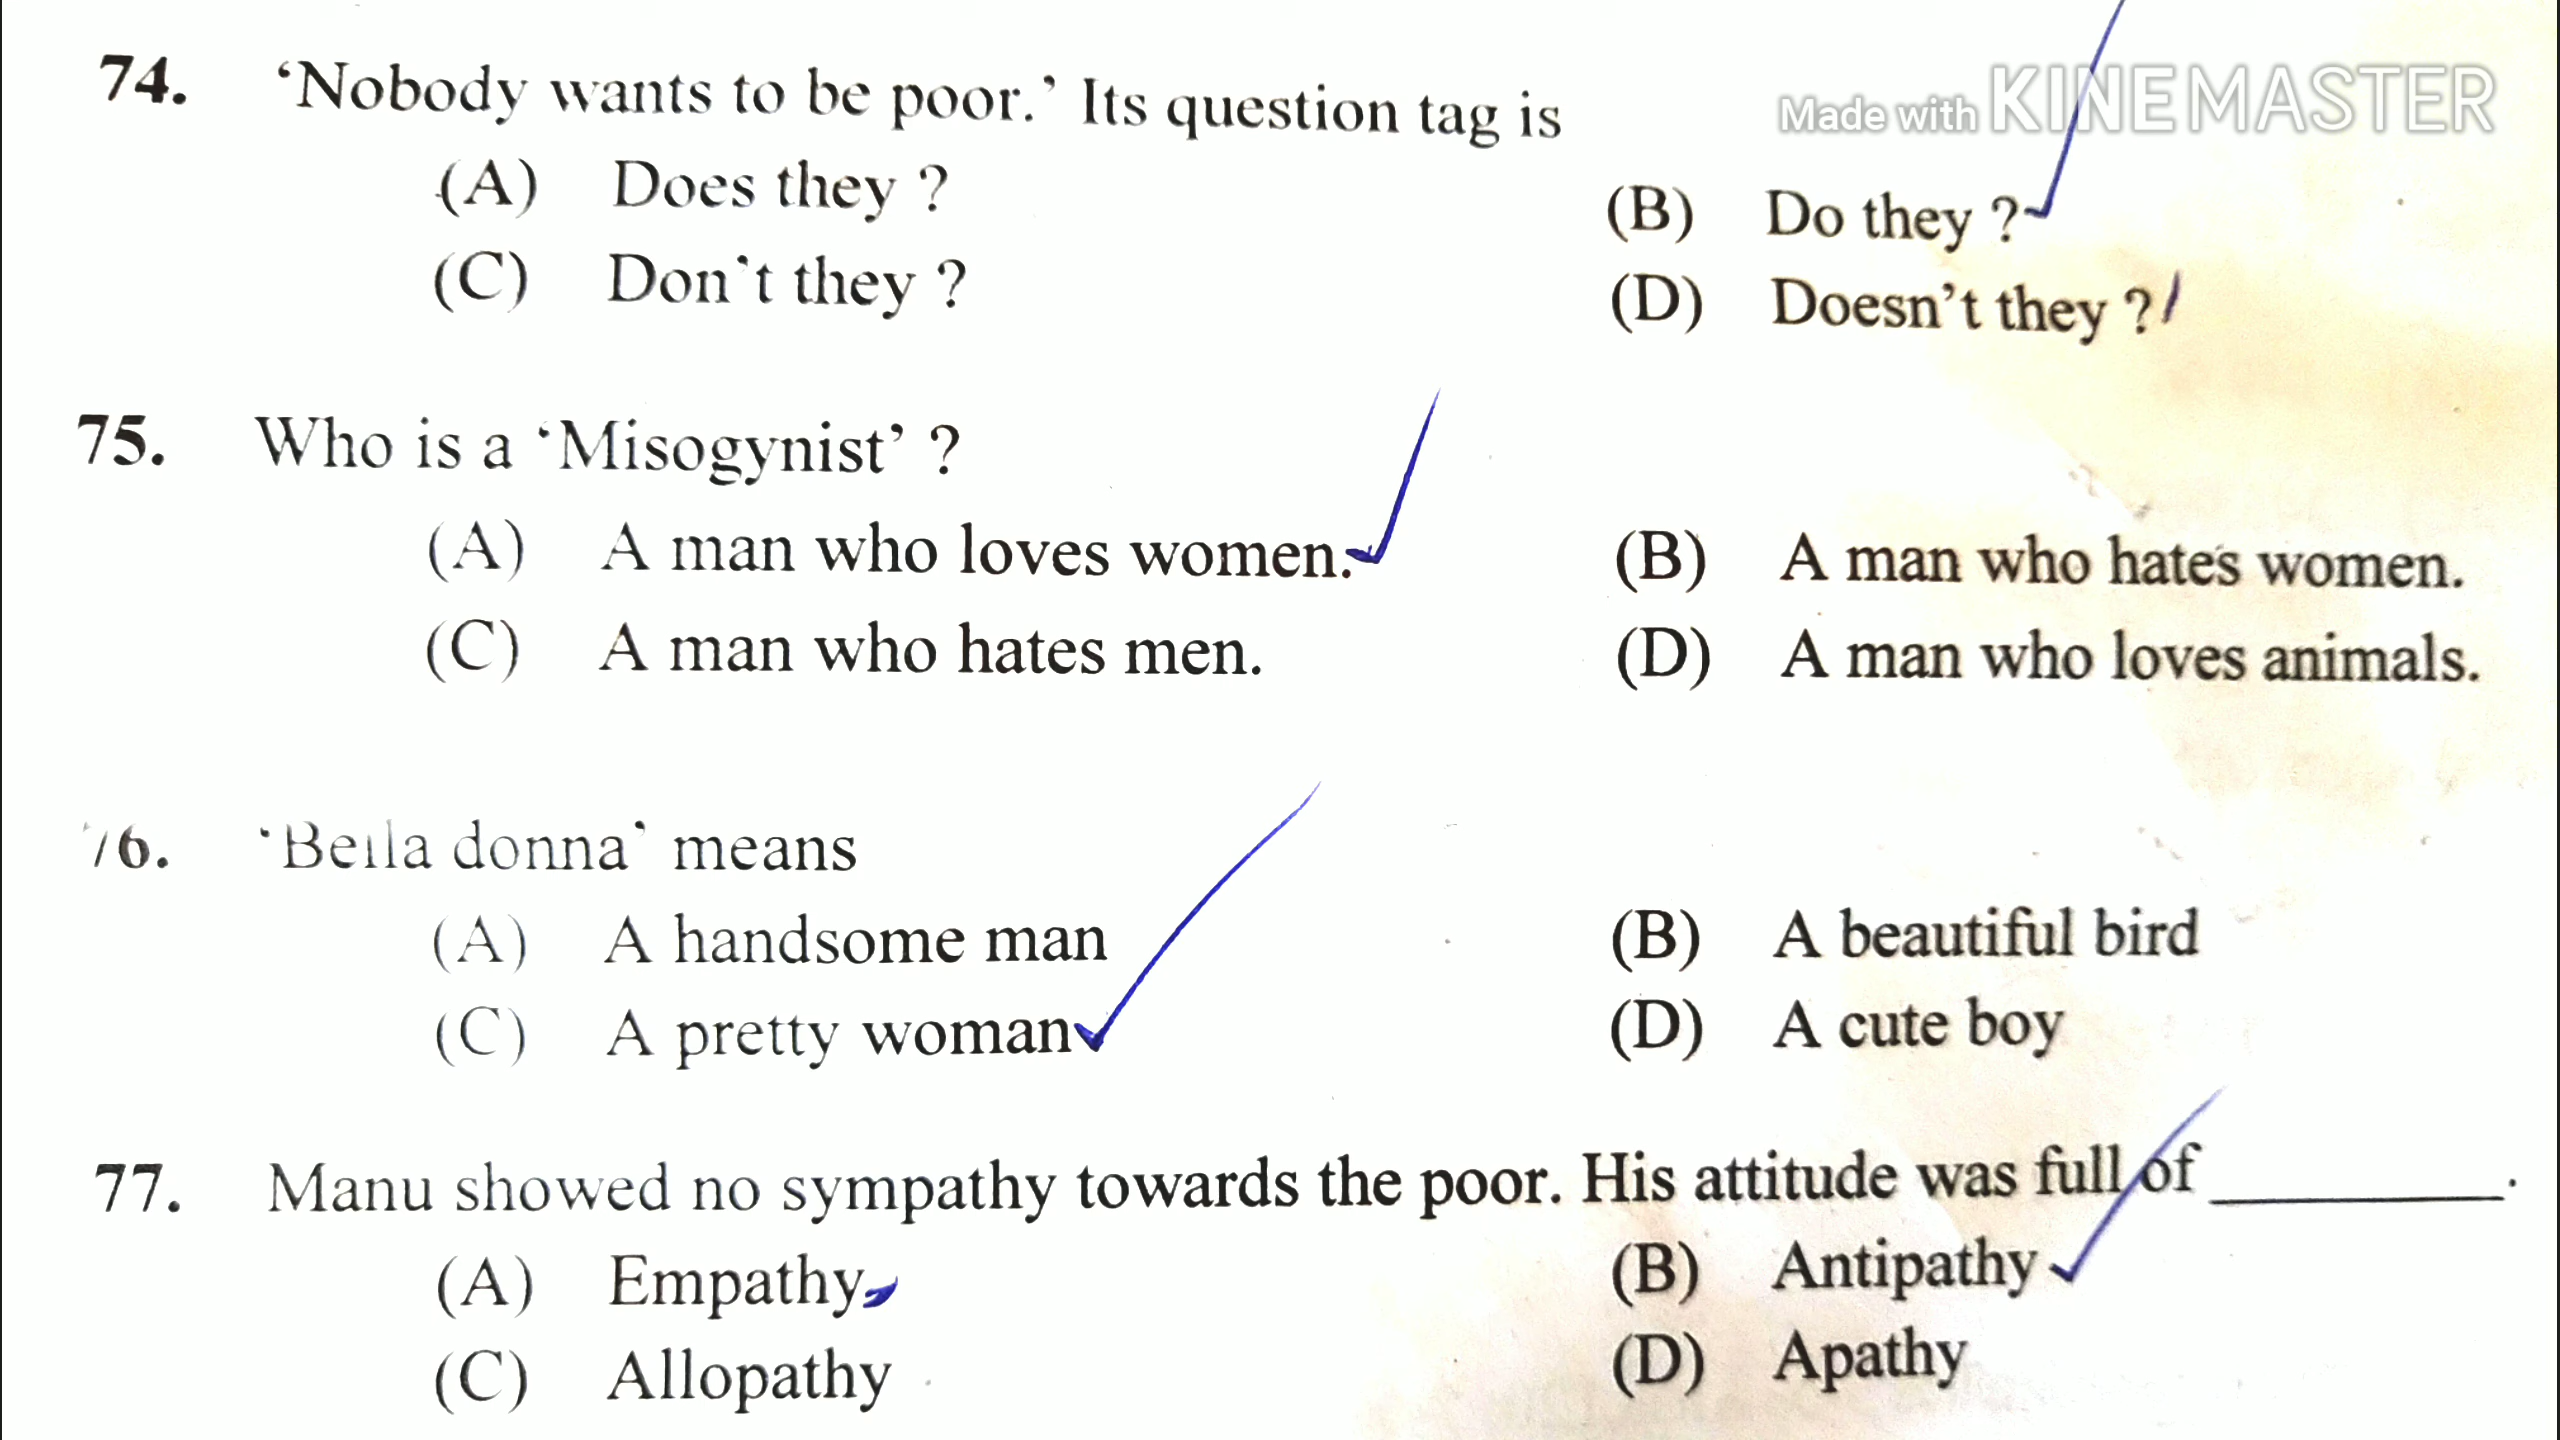 74. ‘Nobody wants to be poor.’ Its question tag is
Made with KINEMASTER
(A) Does they ?
(B) Do they ?
(C) Don't they ?
(D) Doesn’t they ?
75. Who is a ‘Misogynist’ ?
(A) A man who loves women.
(B) A man who hates women.
(C) A man who hates men.
(D) A man who loves animals.
76. ‘Bella donna’ means
(A) A handsome man
(B) A beautiful bird
(C) A pretty woman
(D) A cute boy
77. Manu showed no sympathy towards the poor. His attitude was full of ________.
(A) Empathy
(B) Antipathy
(C) Allopathy
(D) Apathy